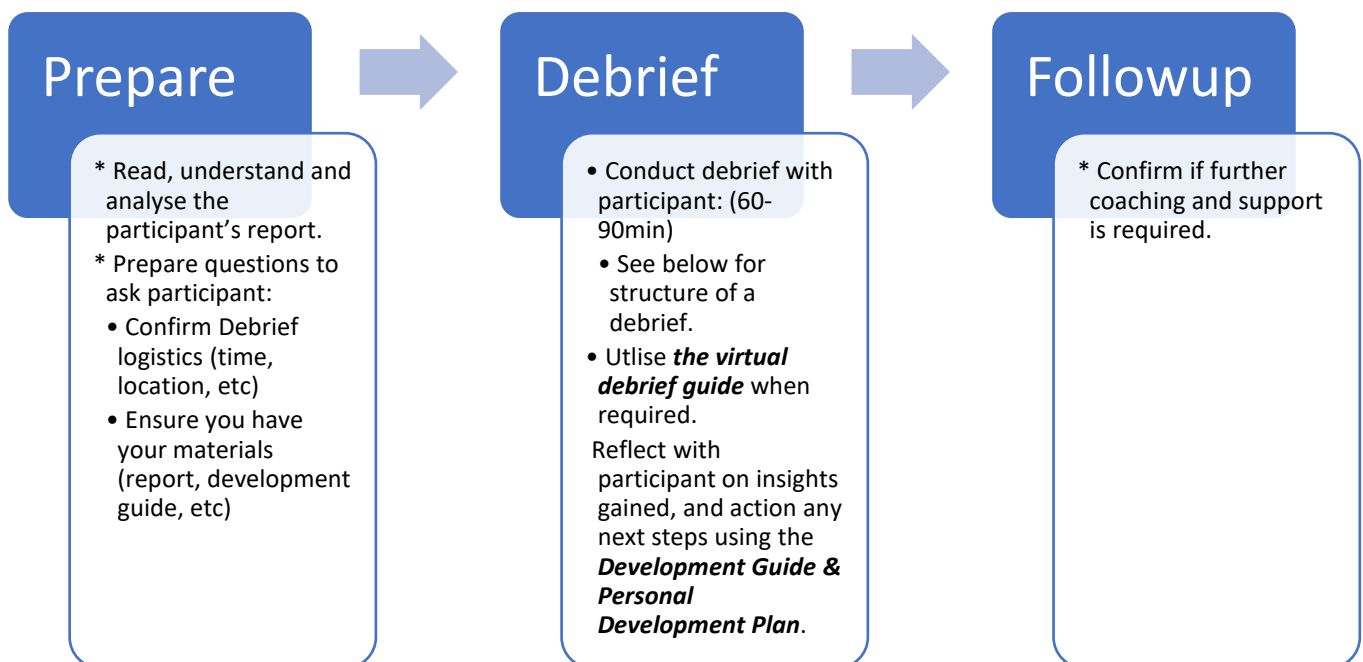 Prepare
* Read, understand and
analyse the
participant’s report.
* Prepare questions to
ask participant:
• Confirm Debrief
logistics (time,
location, etc)
• Ensure you have
your materials
(report, development
guide, etc)
Debrief
• Conduct debrief with
participant: (60-
90min)
• See below for
structure of a
debrief.
• Utlise the virtual
debrief guide when
required.
Reflect with
participant on insights
gained, and action any
next steps using the
Development Guide &
Personal
Development Plan.
Followup
* Confirm if further
coaching and support
is required.